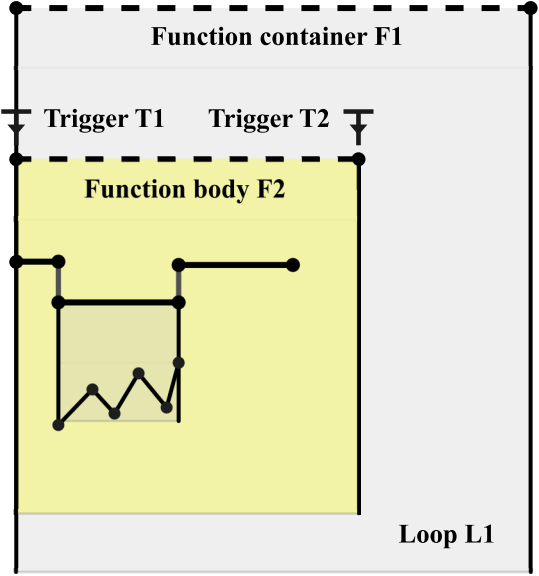 Function container F1
Trigger T1
Trigger T2
Function body F2
Loop L1